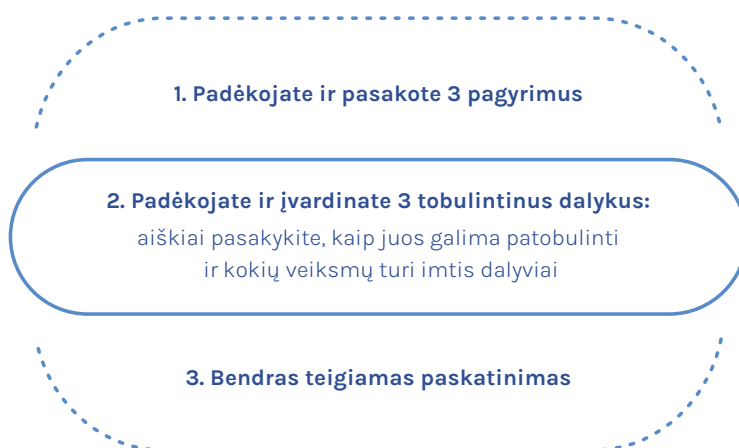 1. Padėkojate ir pasakote 3 pagyrimus
2. Padėkojate ir įvardinate 3 tobulintinus dalykus:
aiškiai pasakykite, kaip juos galima patobulinti
ir kokių veiksmų turi imtis dalyviai
3. Bendras teigiamas paskatinimas